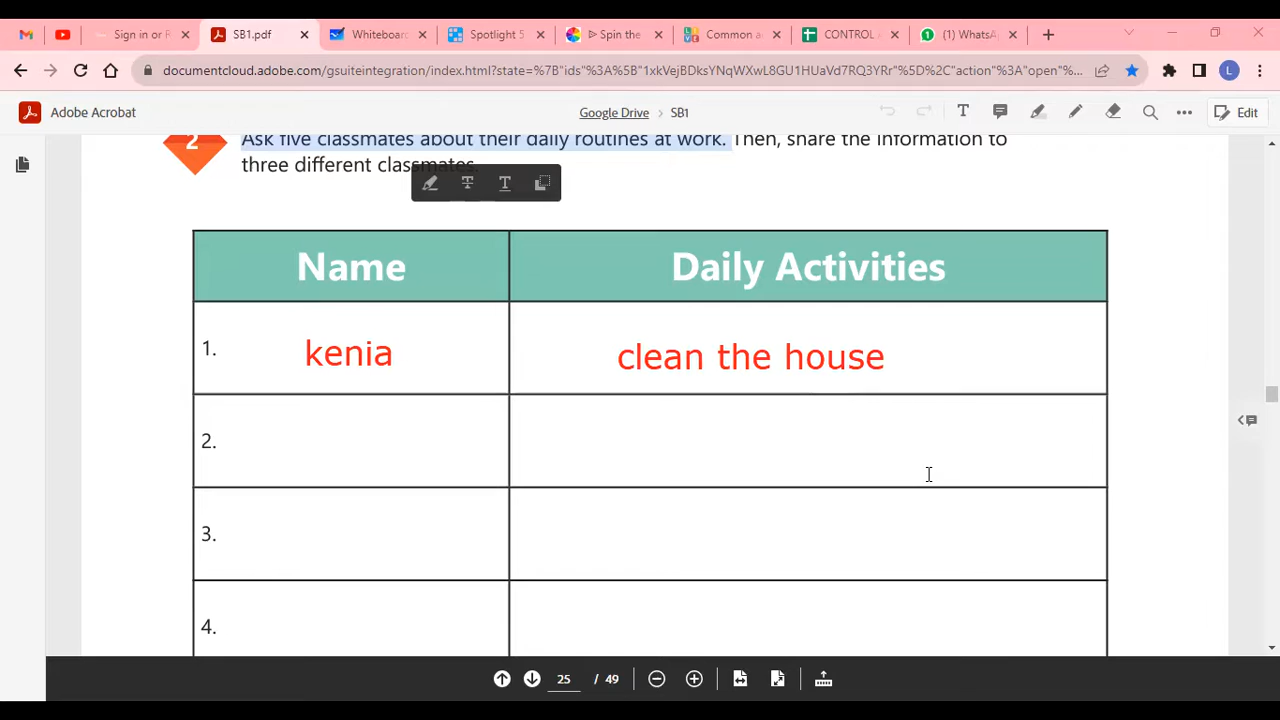 Sign in or R
SB1.pdf
Whiteboard
Spotlight 5
Spin the
Common a
CONTROL
(1) WhatsA
documentcloud.adobe.com/gsuiteintegration/index.html?state=%7B"ids"%3A%5B"1xkVejBDksYNqWXwL8GU1HUaVd7RQ3YRr"%5D%2C"action"%3A"open"%...
L
Adobe Acrobat
Google Drive > SB1
Edit
2
Ask five classmates about their daily routines at work. Then, share the information to
three different classmates.
Name
Daily Activities
1. kenia
clean the house
2.
3.
4.
25 / 49